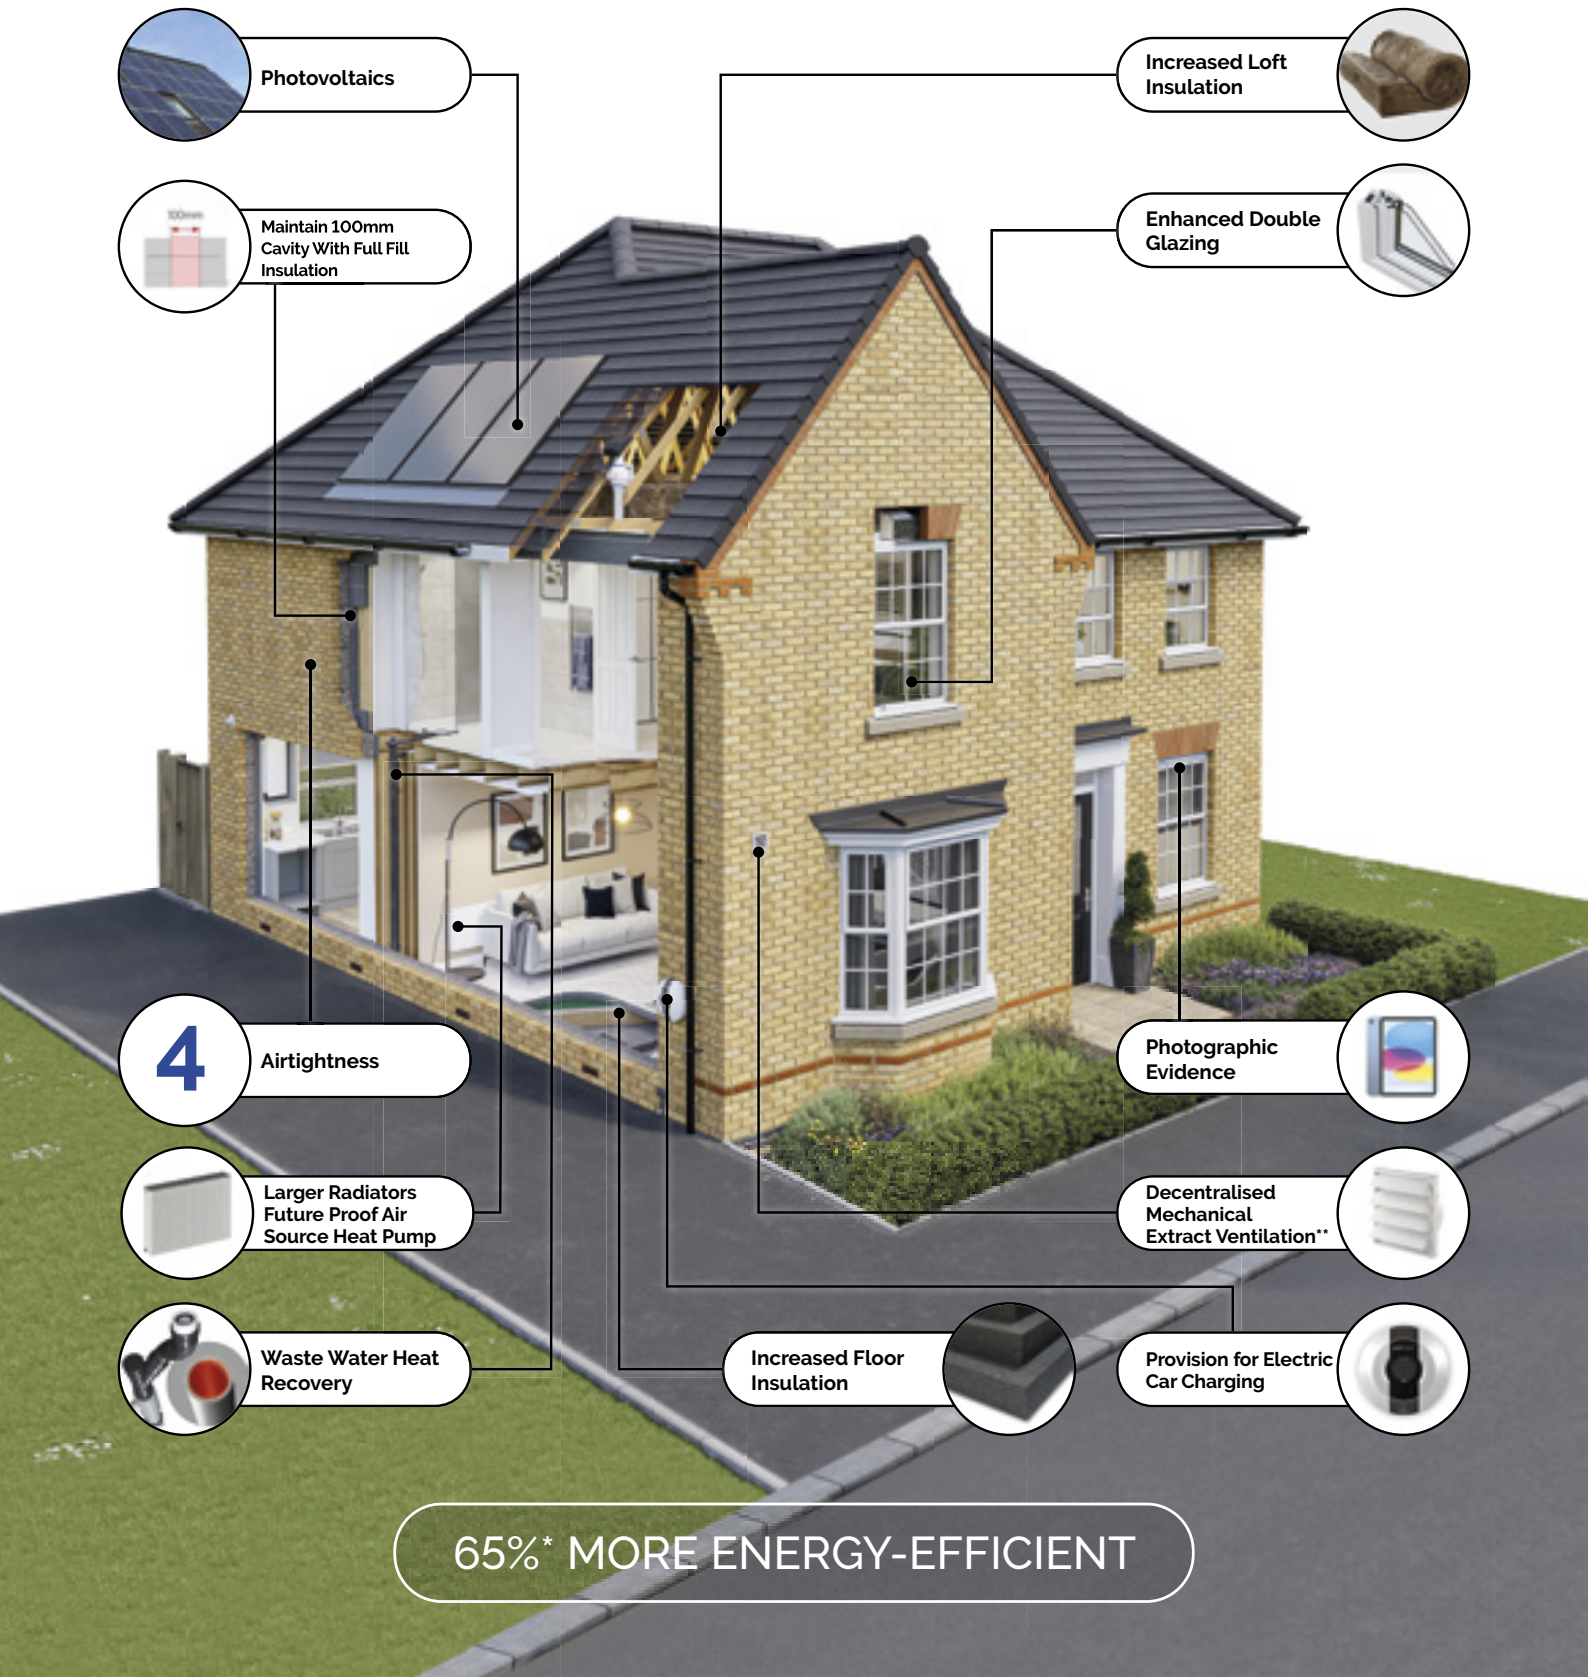 Photovoltaics
Increased Loft
Insulation
100mm
Maintain 100mm
Cavity With Full Fill
Insulation
Enhanced Double
Glazing
4
Airtightness
Photographic
Evidence
Larger Radiators
Future Proof Air
Source Heat Pump
Decentralised
Mechanical
Extract Ventilation**
Waste Water Heat
Recovery
Increased Floor
Insulation
Provision for Electric
Car Charging
65%* MORE ENERGY-EFFICIENT